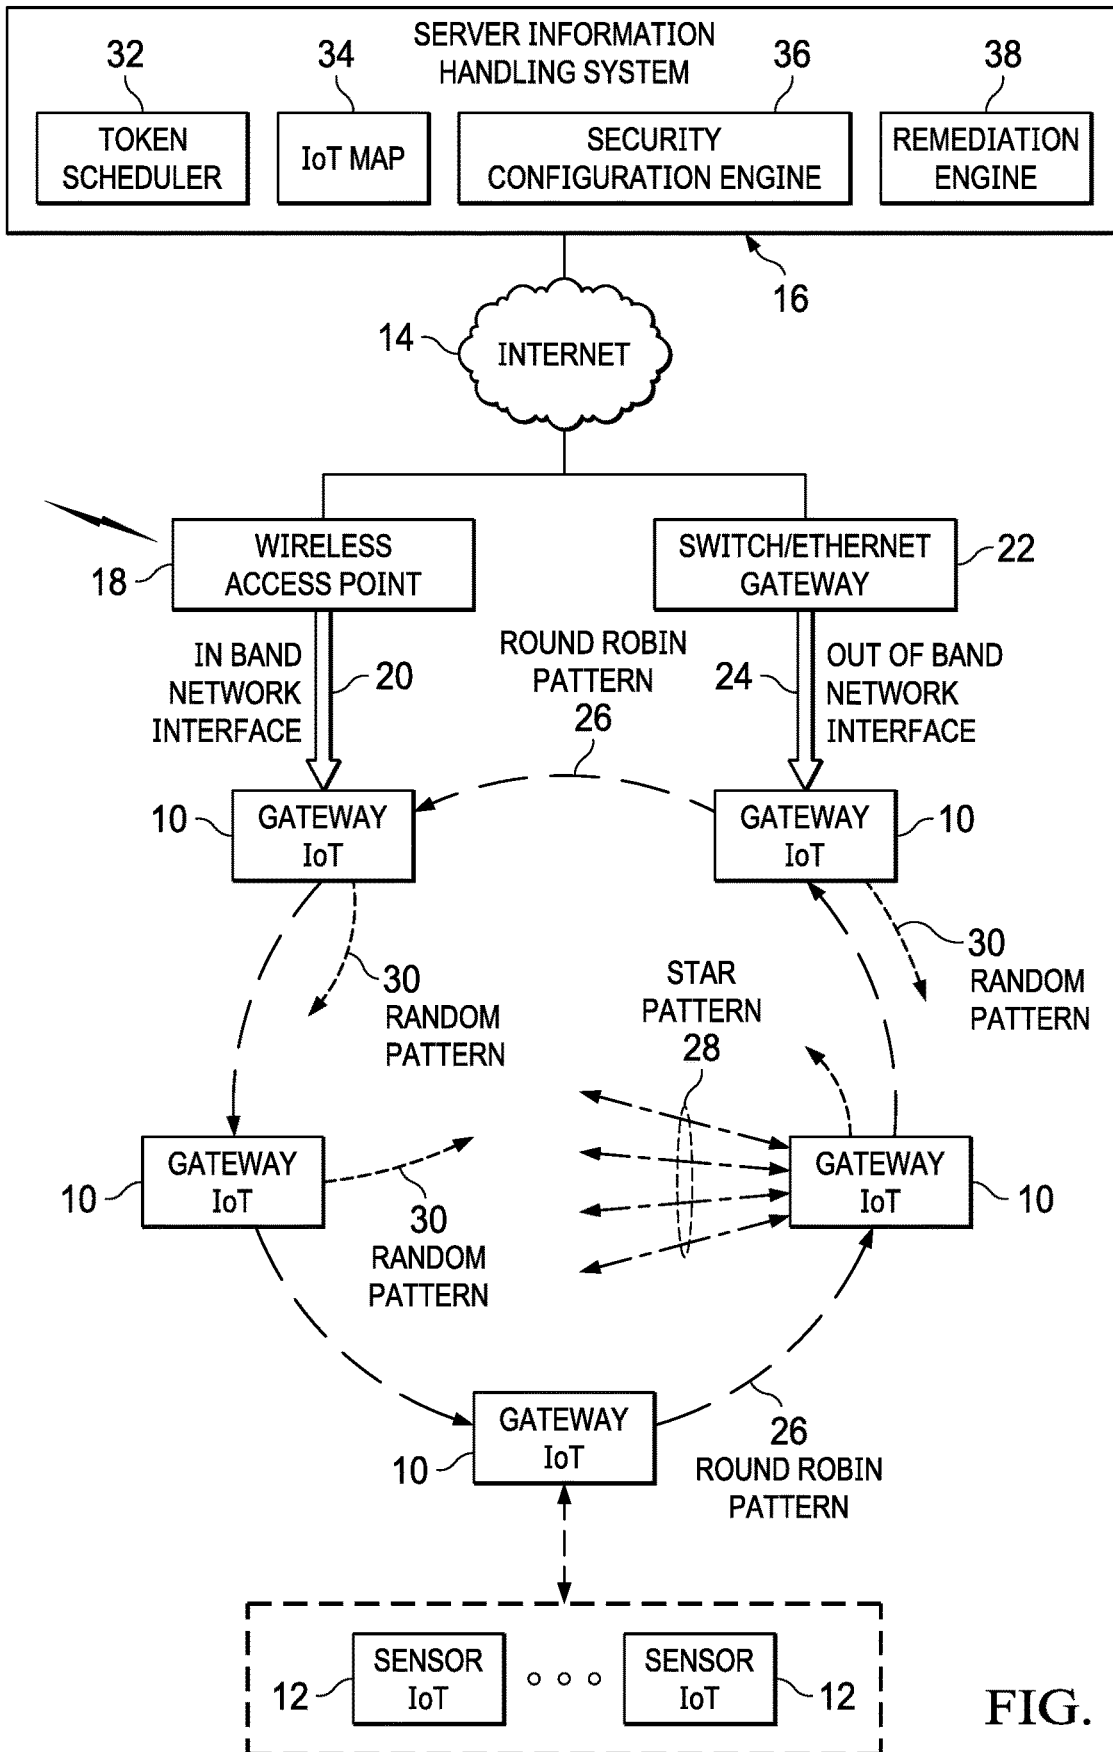 SERVER INFORMATION
HANDLING SYSTEM
32
34
36
38
TOKEN
SCHEDULER
IoT MAP
SECURITY
CONFIGURATION ENGINE
REMEDIATION
ENGINE
16
14
INTERNET
WIRELESS
ACCESS POINT
18
SWITCH/ETHERNET
GATEWAY
22
IN BAND
NETWORK
INTERFACE
20
ROUND ROBIN
PATTERN
26
24
OUT OF BAND
NETWORK
INTERFACE
10
GATEWAY
IoT
GATEWAY
IoT
10
30
RANDOM
PATTERN
STAR
PATTERN
28
30
RANDOM
PATTERN
10
GATEWAY
IoT
30
RANDOM
PATTERN
GATEWAY
IoT
10
10
GATEWAY
IoT
26
ROUND ROBIN
PATTERN
12
SENSOR
IoT
SENSOR
IoT
12
FIG.